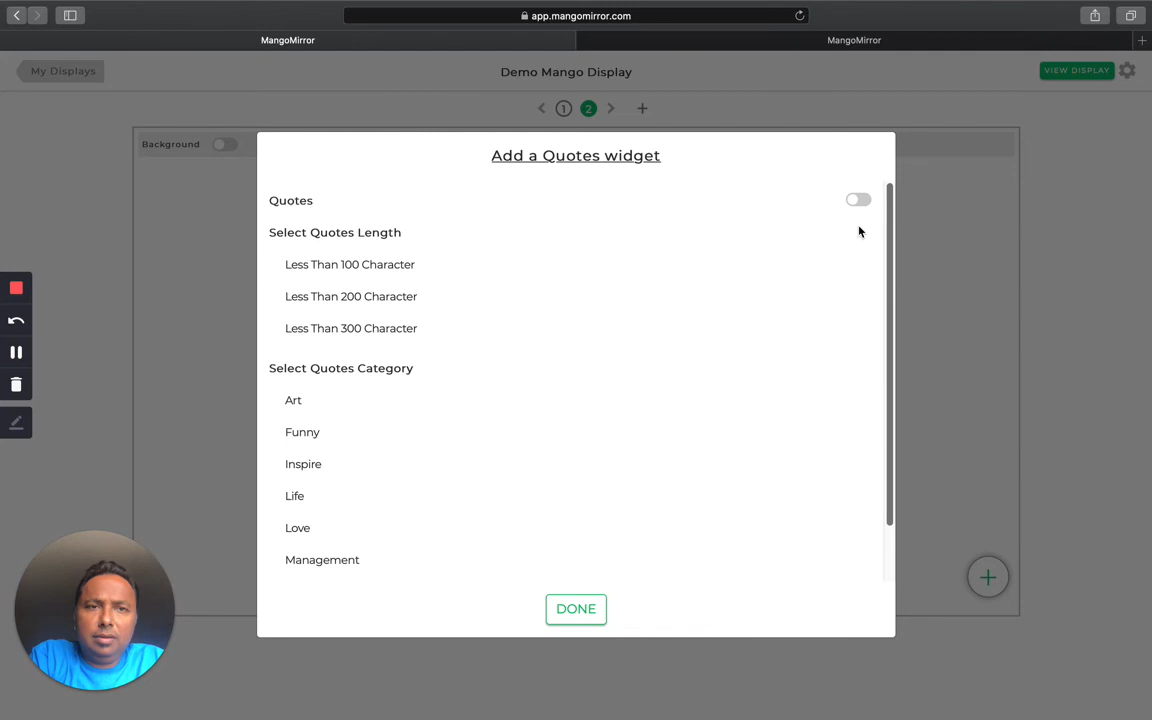 app.mangomirror.com
MangoMirror
MangoMirror
My Displays
Demo Mango Display
VIEW DISPLAY
1
2
Background
Add a Quotes widget
Quotes
Select Quotes Length
Less Than 100 Character
Less Than 200 Character
Less Than 300 Character
Select Quotes Category
Art
Funny
Inspire
Life
Love
Management
DONE